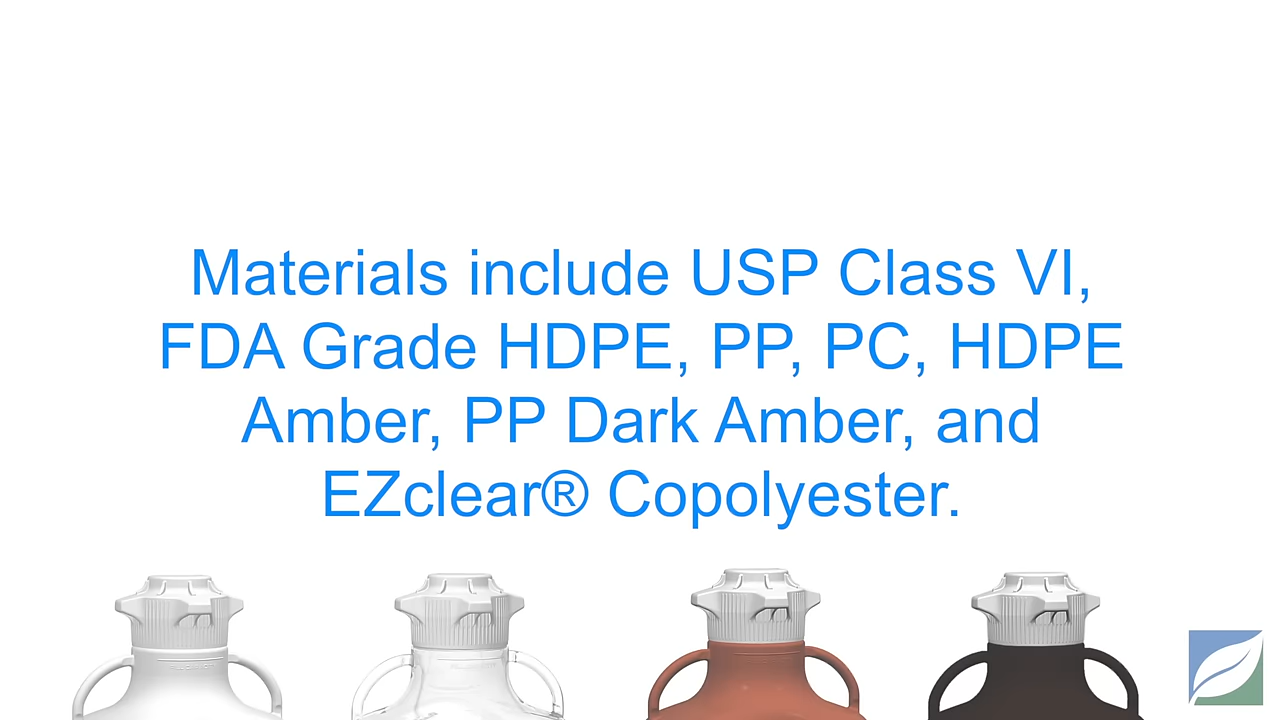 Materials include USP Class VI,
FDA Grade HDPE, PP, PC, HDPE
Amber, PP Dark Amber, and
EZclear® Copolyester.